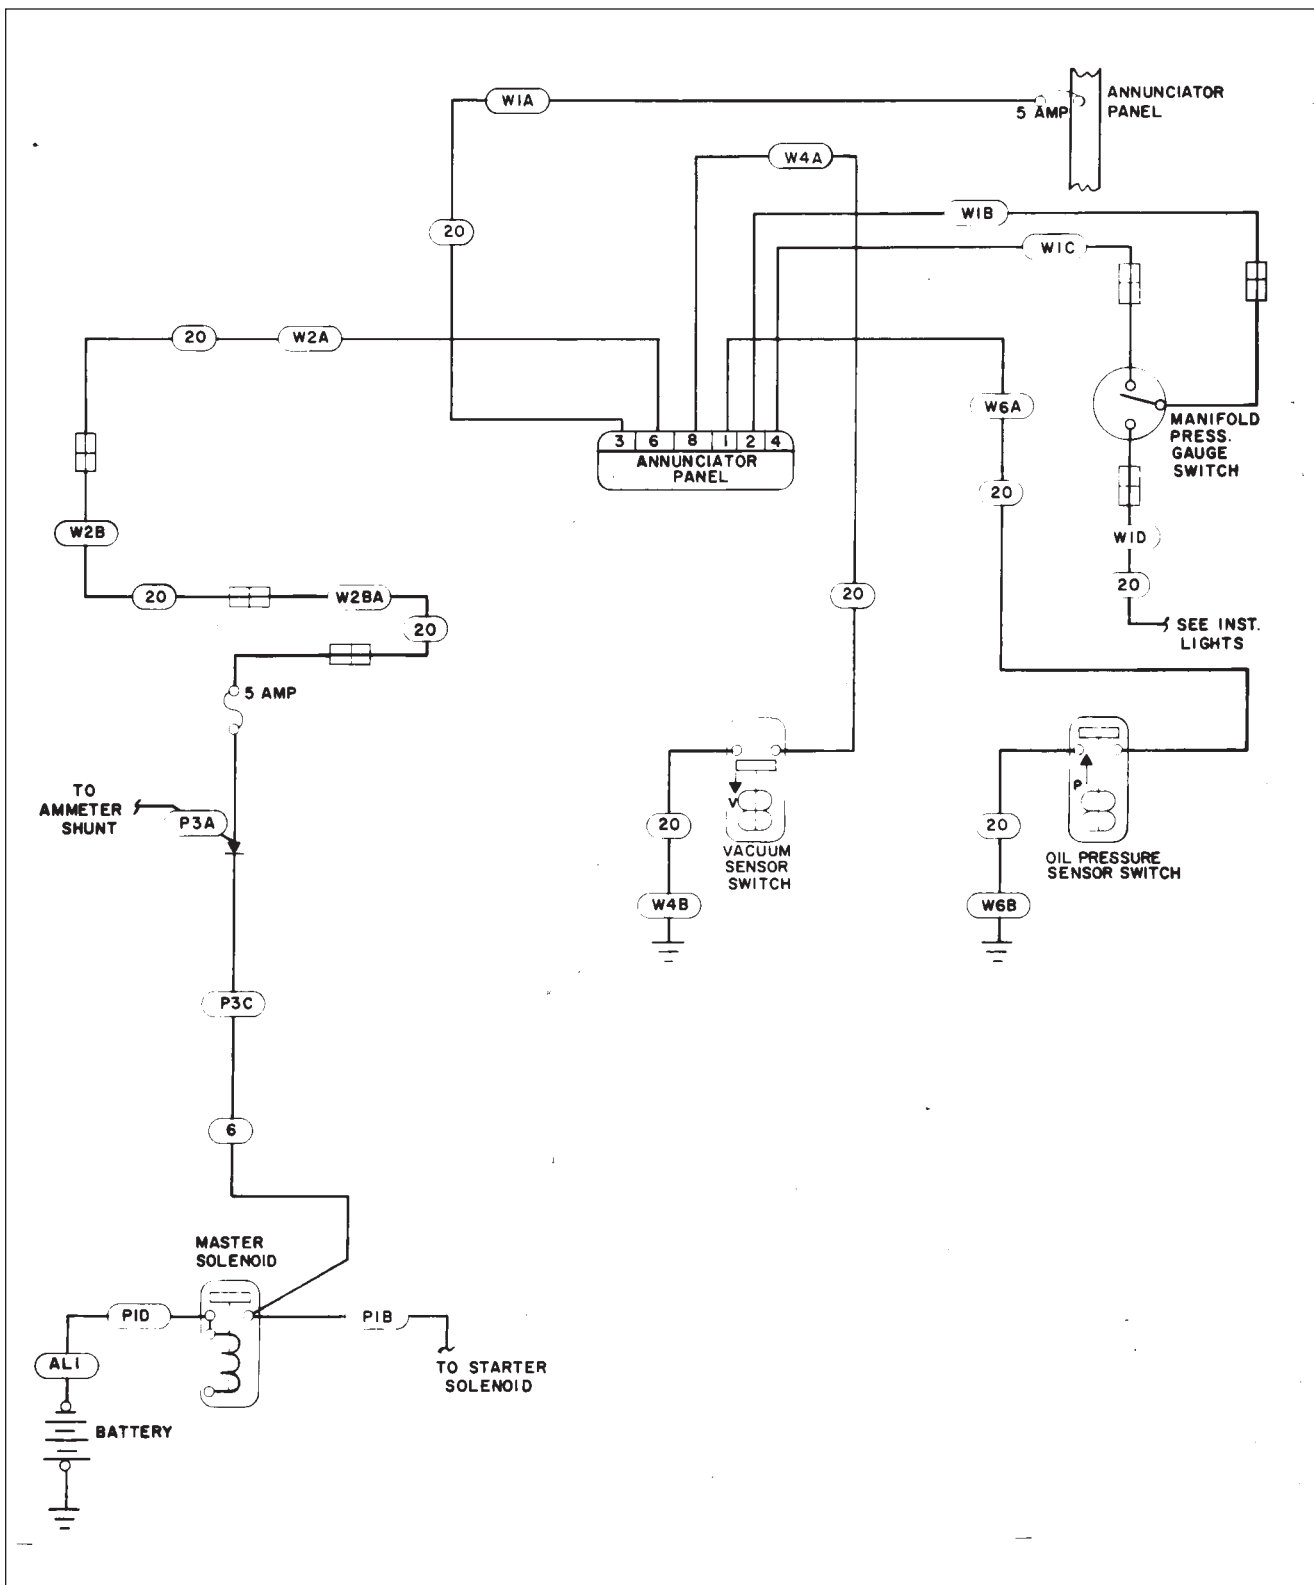 W1A
5 AMP
ANNUNCIATOR
PANEL
W4A
W1B
20
W1C
20
W2A
W6A
MANIFOLD
PRESS.
GAUGE
SWITCH
3 6 8 1 2 4
ANNUNCIATOR
PANEL
20
W2B
W1D
20
20
W2BA
20
20
SEE INST.
LIGHTS
5 AMP
TO
AMMETER
SHUNT
P3A
20
V
VACUUM
SENSOR
SWITCH
20
P
OIL PRESSURE
SENSOR SWITCH
W4B
W6B
P3C
6
MASTER
SOLENOID
P1D
P1B
AL1
TO STARTER
SOLENOID
BATTERY